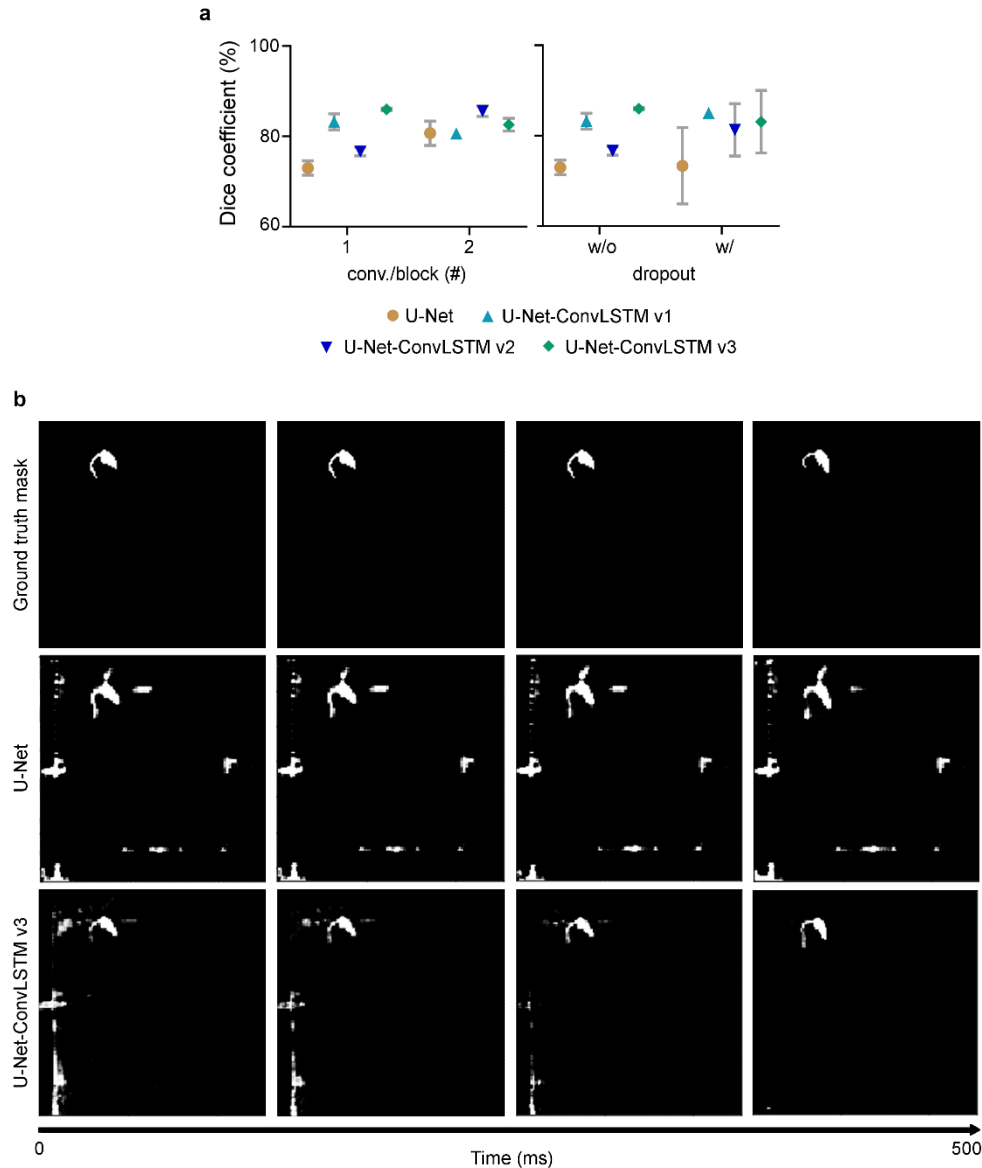 a
Dice coefficient (%)
100
80
60
1
2
conv./block (#)
w/o
w/
dropout
U-Net
U-Net-ConvLSTM v1
U-Net-ConvLSTM v2
U-Net-ConvLSTM v3
b
Ground truth mask
U-Net
U-Net-ConvLSTM v3
0
Time (ms)
500